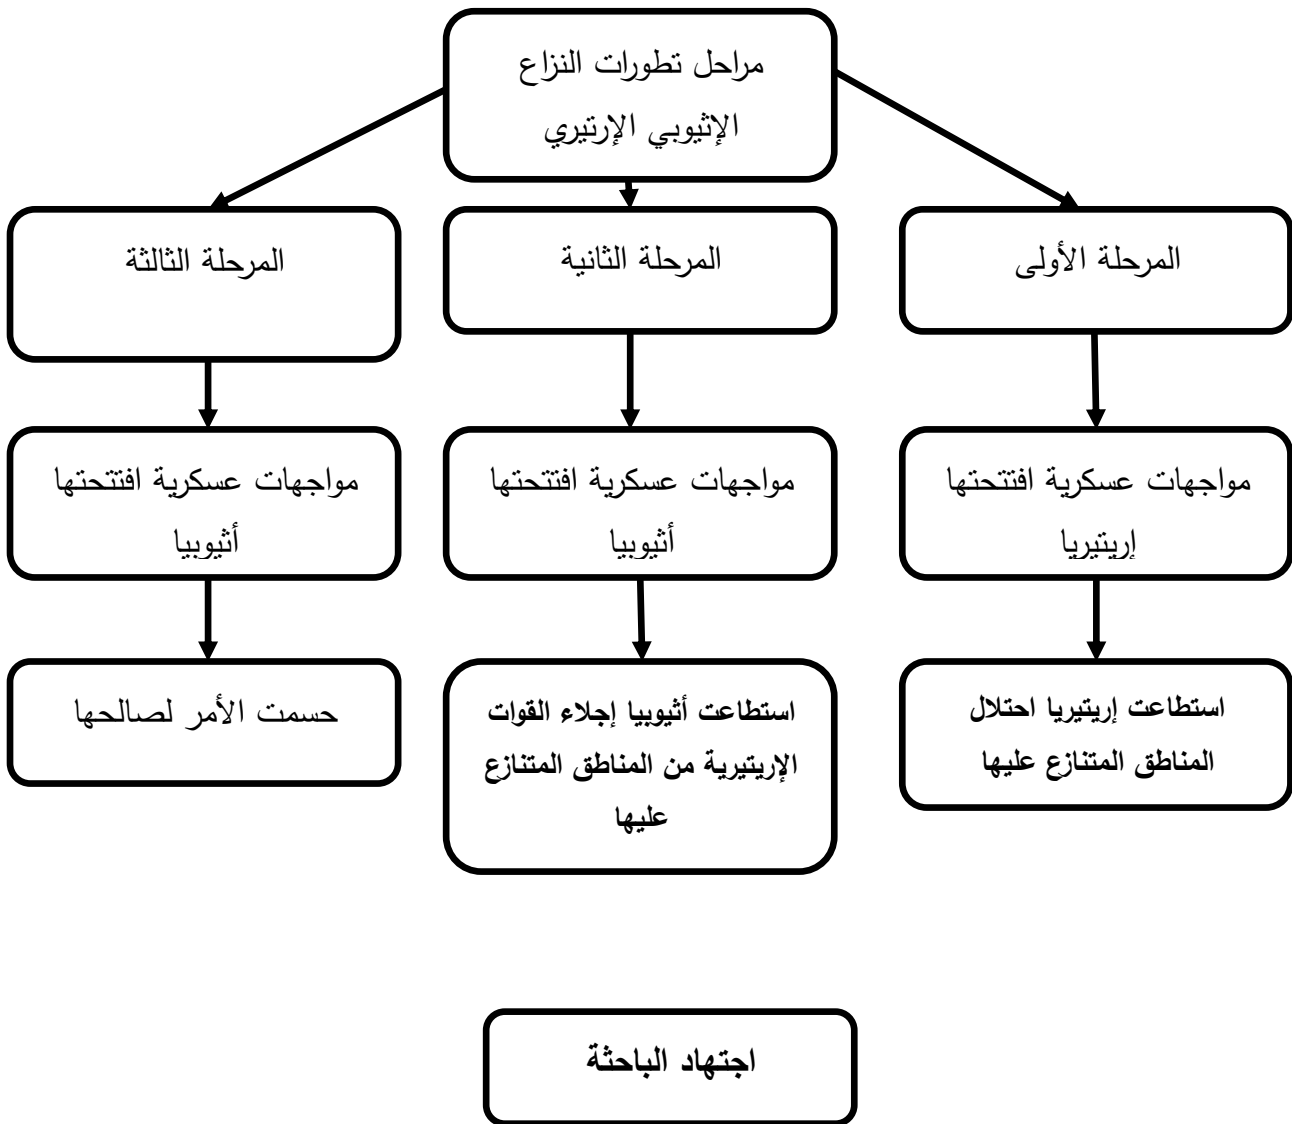 مراحل تطورات النزاع
الإثيوبي الإرتيري
المرحلة الأولى
المرحلة الثانية
المرحلة الثالثة
مواجهات عسكرية افتتحتها
إريتيريا
مواجهات عسكرية افتتحتها
أثيوبيا
مواجهات عسكرية افتتحتها
أثيوبيا
استطاعت إريتيريا احتلال
المناطق المتنازع عليها
استطاعت أثيوبيا إجلاء القوات
الإريتيرية من المناطق المتنازع
عليها
حسمت الأمر لصالحها
اجتهاد الباحثة